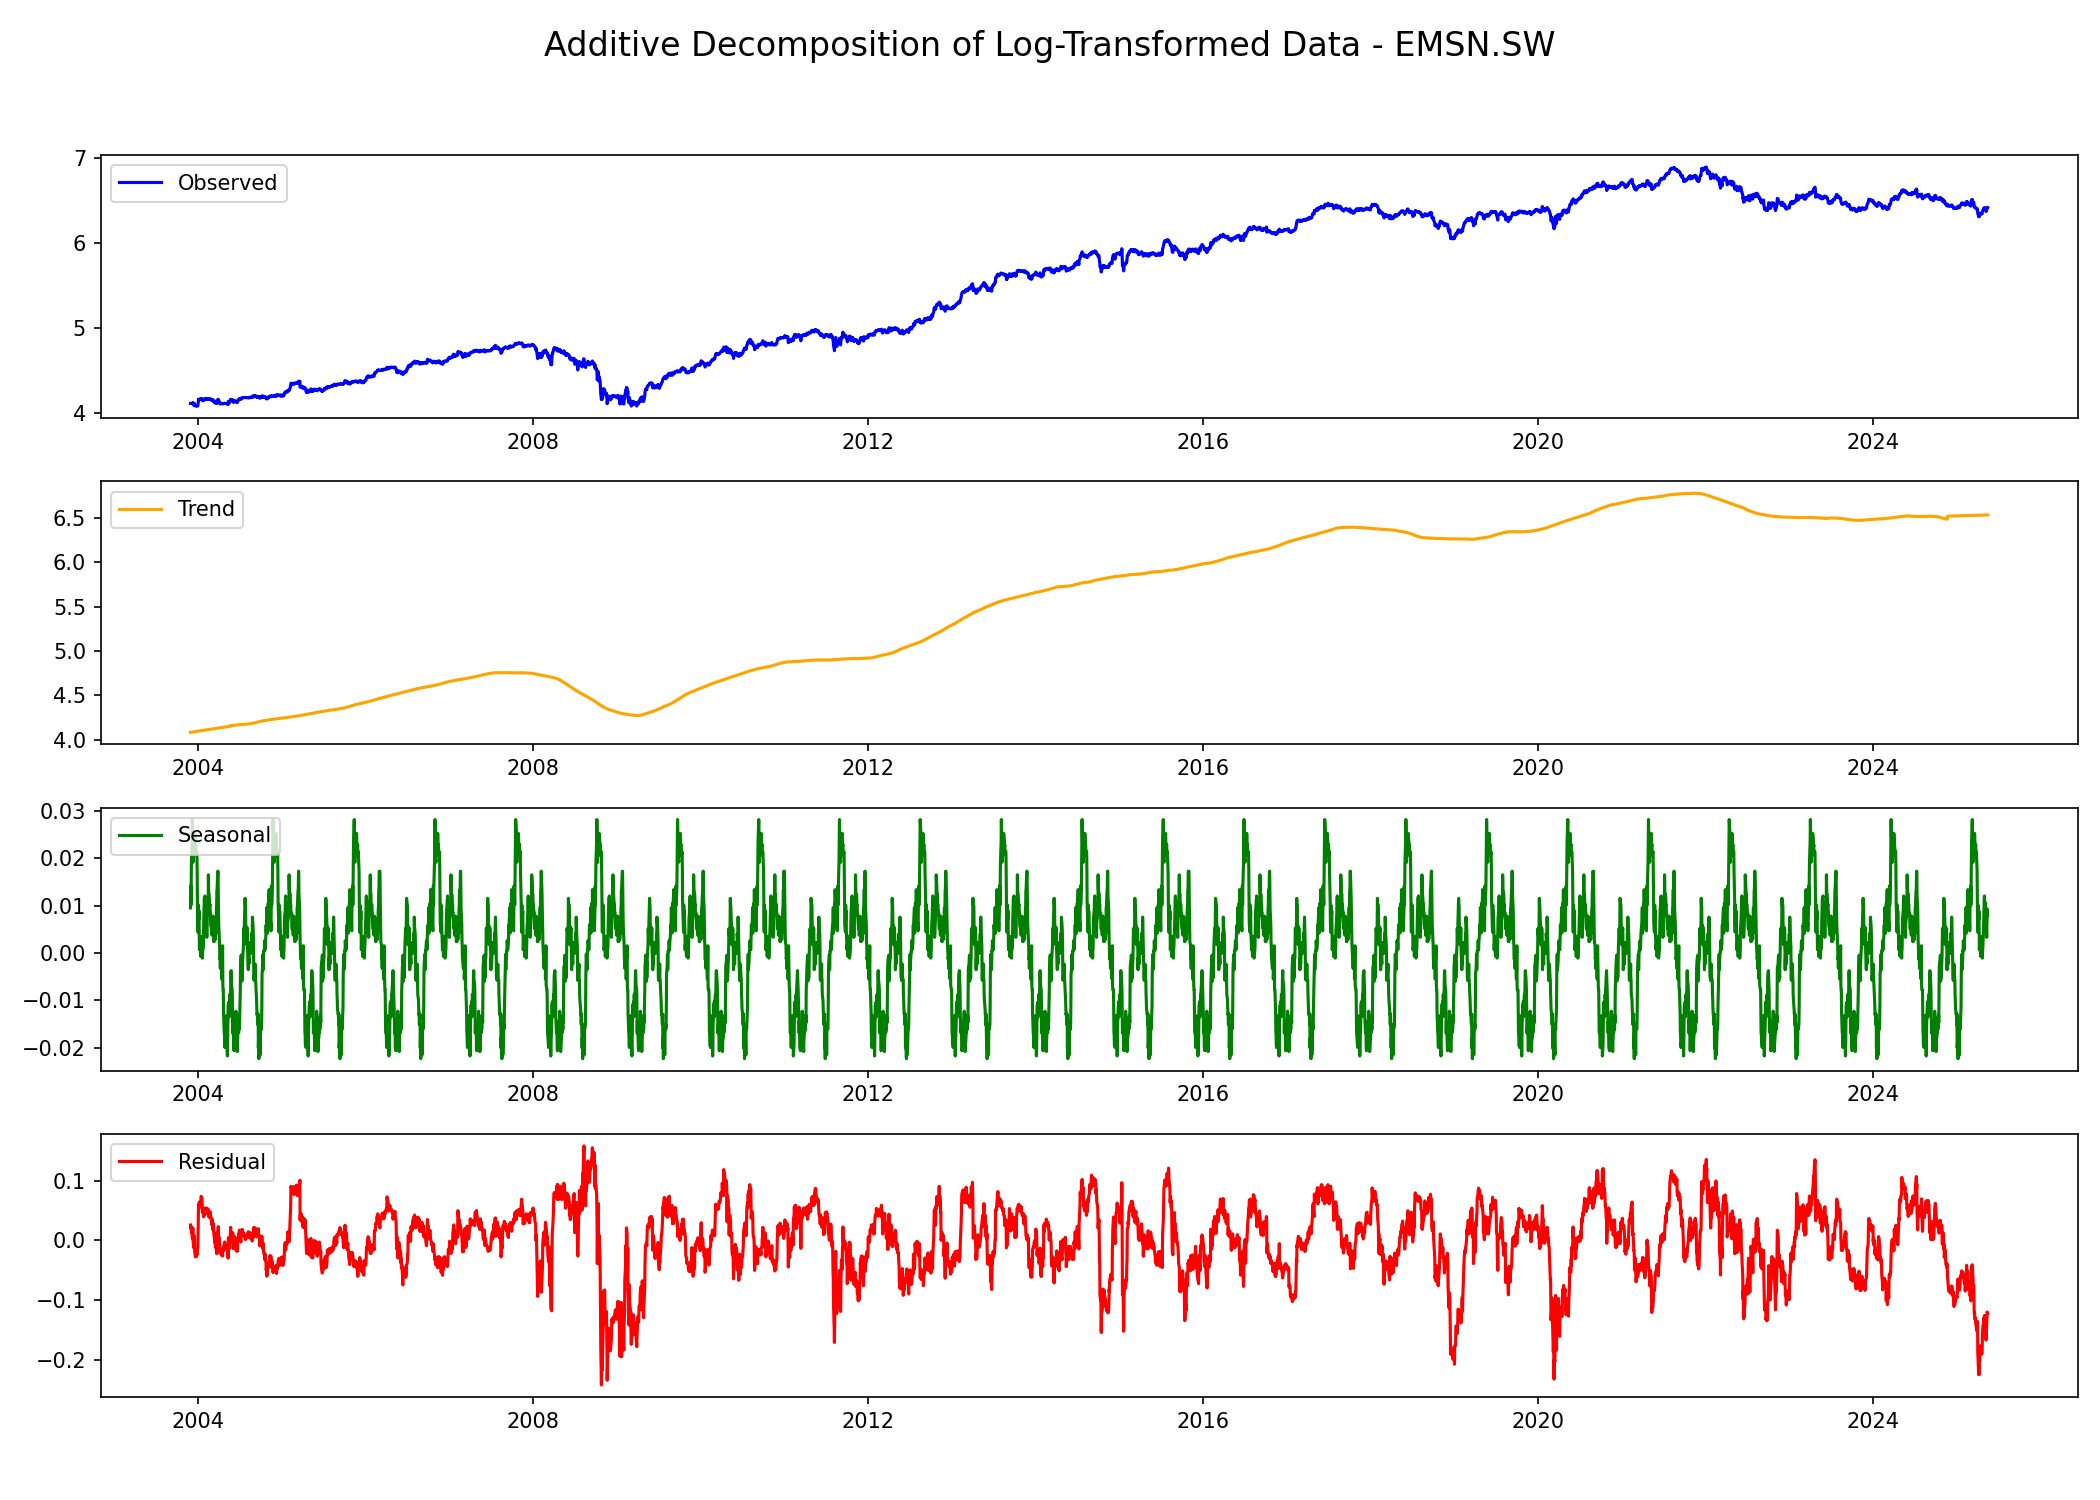 Additive Decomposition of Log-Transformed Data - EMSN.SW
7
6
5
4
Observed
2004 2008 2012 2016 2020 2024
6.5
6.0
5.5
5.0
4.5
4.0
Trend
2004 2008 2012 2016 2020 2024
0.03
0.02
0.01
0.00
−0.01
−0.02
Seasonal
2004 2008 2012 2016 2020 2024
0.1
0.0
−0.1
−0.2
Residual
2004 2008 2012 2016 2020 2024